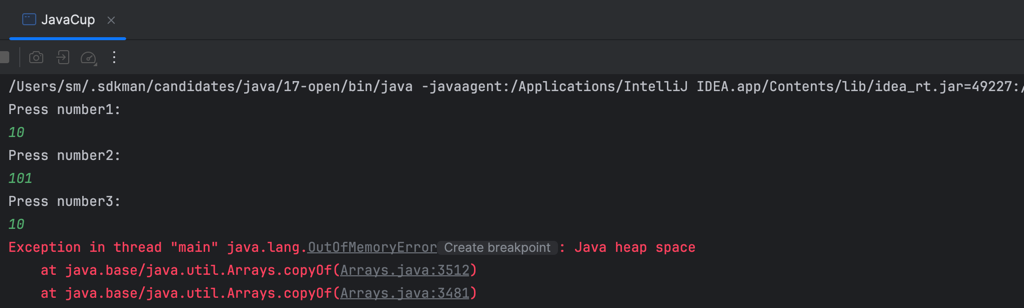 JavaCup
/Users/sm/.sdkman/candidates/java/17-open/bin/java -javaagent:/Applications/IntelliJ IDEA.app/Contents/lib/idea_rt.jar=49227:/
Press number1:
10
Press number2:
101
Press number3:
10
Exception in thread "main" java.lang.OutOfMemoryError Create breakpoint : Java heap space
at java.base/java.util.Arrays.copyOf(Arrays.java:3512)
at java.base/java.util.Arrays.copyOf(Arrays.java:3481)